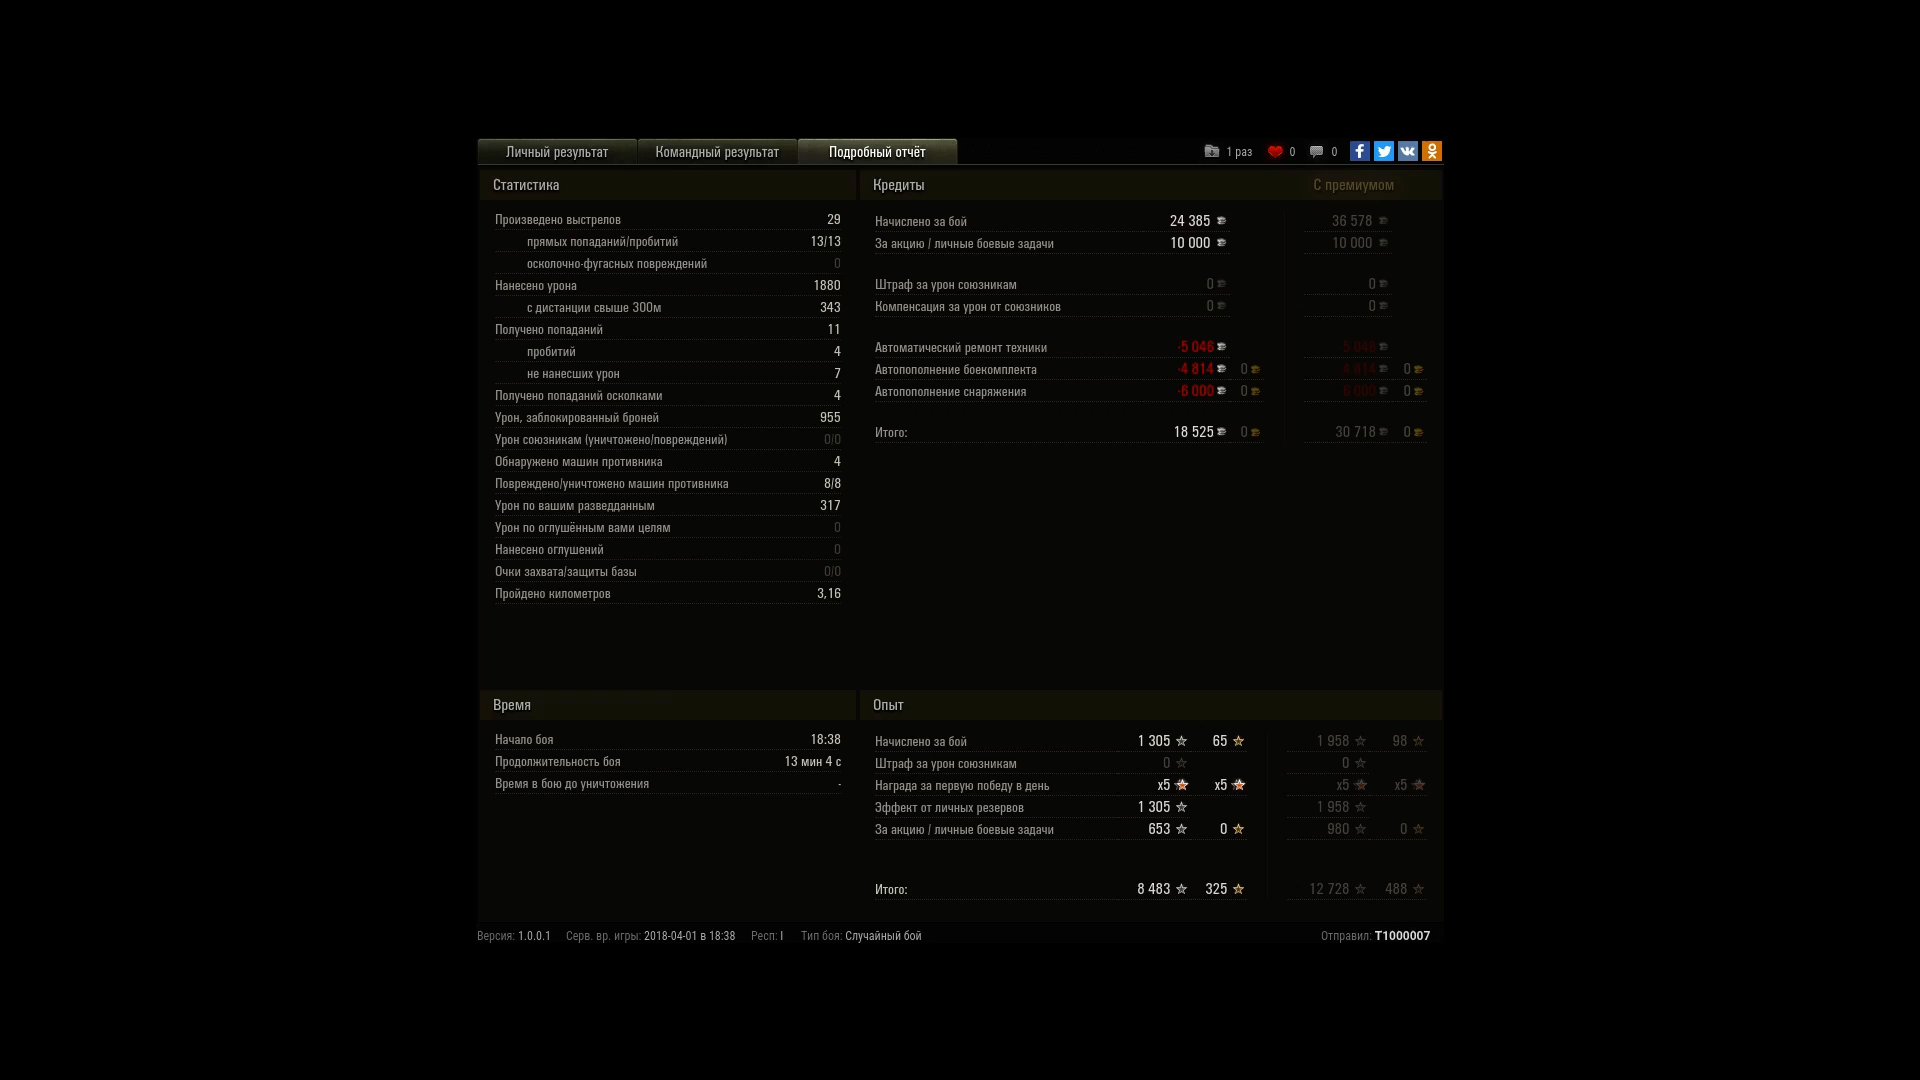 Личный результат Командный результат Подробный отчёт 1 раз 0 0
Статистика
Произведено выстрелов 29
прямых попаданий/пробитий 13/13
осколочно-фугасных повреждений 0
Нанесено урона 1880
с дистанции свыше 300м 343
Получено попаданий 11
пробитий 4
не нанесших урон 7
Получено попаданий осколками 4
Урон, заблокированный броней 955
Урон союзникам (уничтожено/повреждений) 0/0
Обнаружено машин противника 4
Повреждено/уничтожено машин противника 8/8
Урон по вашим разведданным 317
Урон по оглушённым вами целям 0
Нанесено оглушений 0
Очки захвата/защиты базы 0/0
Пройдено километров 3,16
Кредиты С премиумом
Начислено за бой 24 385 36 578
За акцию / личные боевые задачи 10 000 10 000
Штраф за урон союзникам 0 0
Компенсация за урон от союзников 0 0
Автоматический ремонт техники -5 046 -5 046
Автопополнение боекомплекта -4 814 0 -4 814 0
Автопополнение снаряжения -6 000 0 -6 000 0
Итого: 18 525 0 30 718 0
Время
Начало боя 18:38
Продолжительность боя 13 мин 4 с
Время в бою до уничтожения -
Опыт
Начислено за бой 1 305 65 1 958 98
Штраф за урон союзникам 0 0
Награда за первую победу в день x5 x5 x5 x5
Эффект от личных резервов 1 305 1 958
За акцию / личные боевые задачи 653 0 980 0
Итого: 8 483 325 12 728 488
Версия: 1.0.0.1 Серв. вр. игры: 2018-04-01 в 18:38 Респ: I Тип боя: Случайный бой Отправил: T1000007